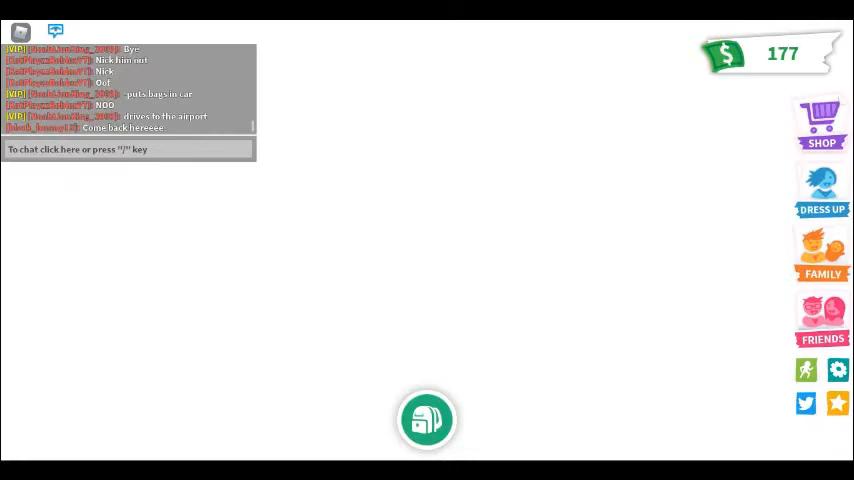 [VIP] [NoahLionKing_2009]: Bye
Nick him out
Nick
Oof
[VIP] -puts bags in car
NOO
[VIP] drives to the airport
Come back hereeee
To chat click here or press "/" key
177
SHOP
DRESS UP
FAMILY
FRIENDS